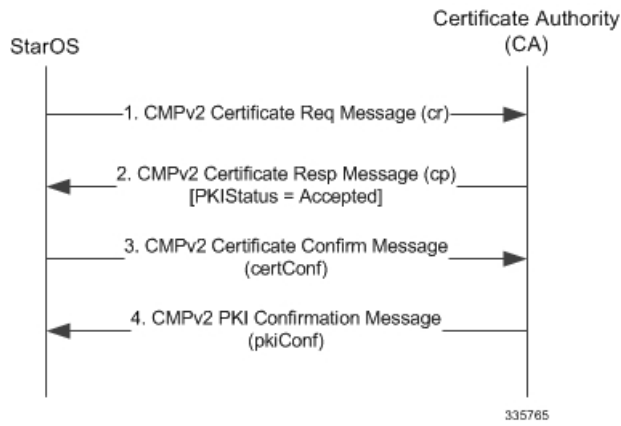 StarOS
Certificate Authority
(CA)
1. CMPv2 Certificate Req Message (cr)
2. CMPv2 Certificate Resp Message (cp)
[PKIStatus = Accepted]
3. CMPv2 Certificate Confirm Message
(certConf)
4. CMPv2 PKI Confirmation Message
(pkiConf)
335765